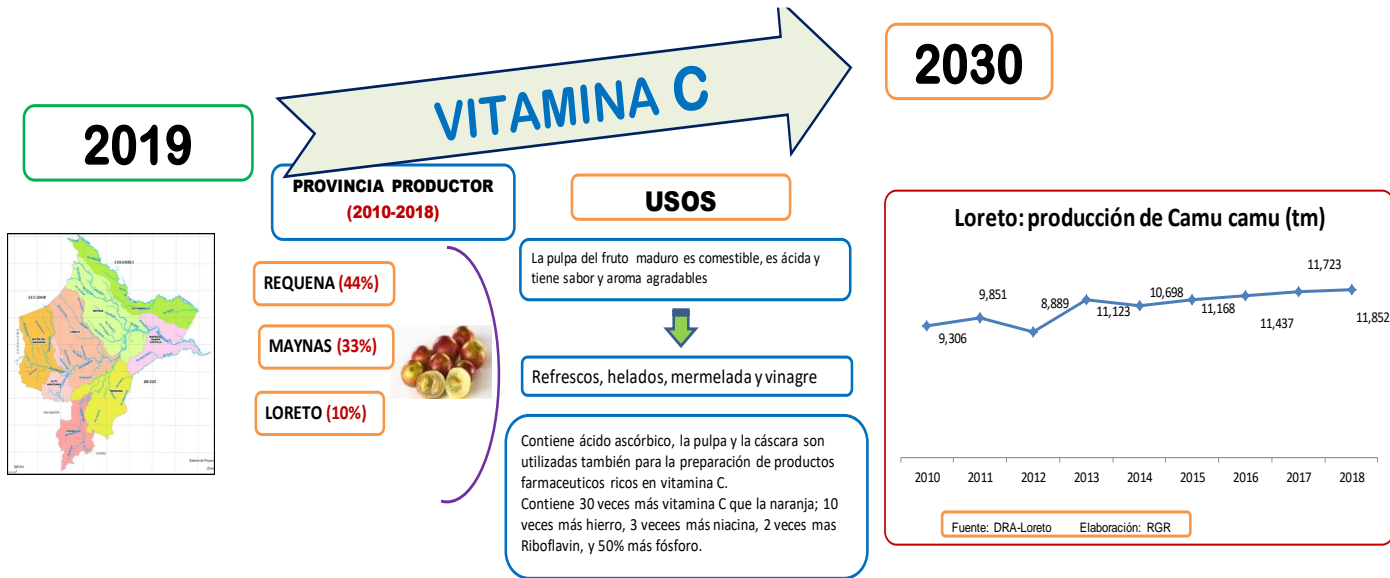 VITAMINA C
2030
2019
PROVINCIA PRODUCTOR
(2010-2018)
REQUENA (44%)
MAYNAS (33%)
LORETO (10%)
USOS
La pulpa del fruto maduro es comestible, es ácida y
tiene sabor y aroma agradables
Refrescos, helados, mermelada y vinagre
Contiene ácido ascórbico, la pulpa y la cáscara son
utilizadas también para la preparación de productos
farmaceuticos ricos en vitamina C.
Contiene 30 veces más vitamina C que la naranja; 10
veces más hierro, 3 vecees más niacina, 2 veces mas
Riboflavin, y 50% más fósforo.
Loreto: producción de Camu camu (tm)
9,306
9,851
8,889
11,123
10,698
11,168
11,437
11,723
11,852
2010 2011 2012 2013 2014 2015 2016 2017 2018
Fuente: DRA-Loreto Elaboración: RGR
COLOMBIA
ECUADOR
BRASIL